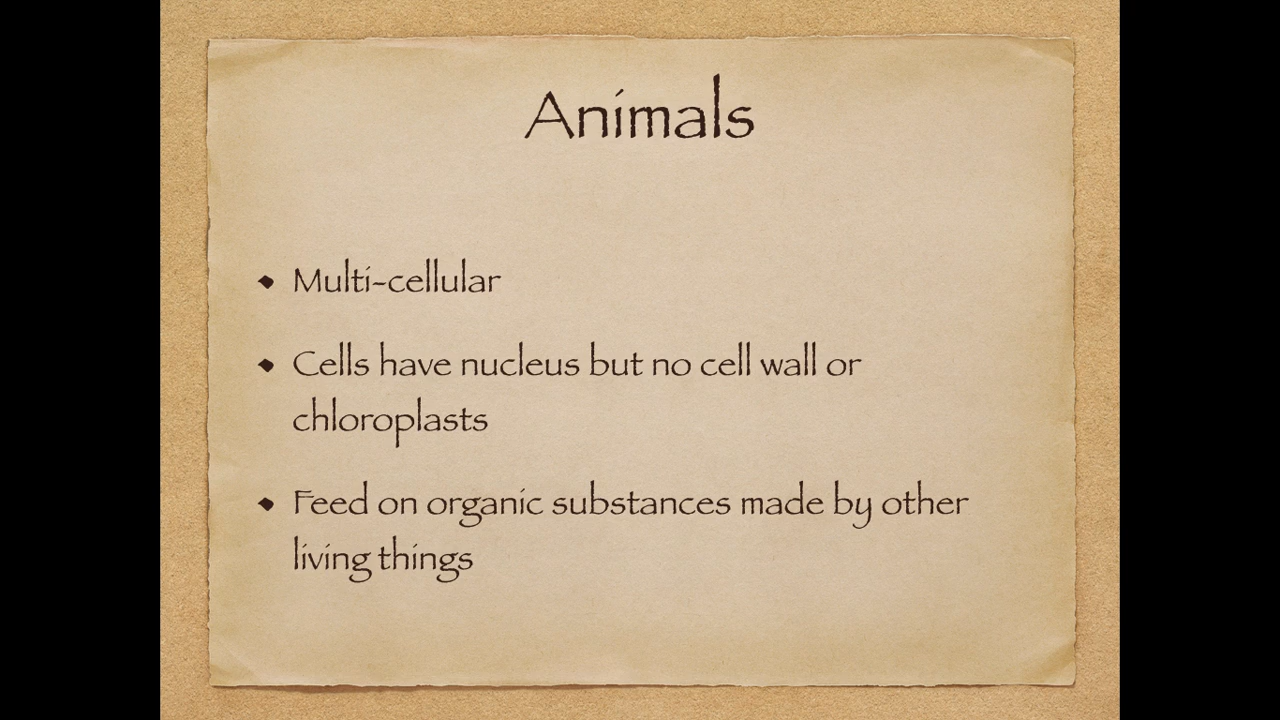 Animals
• Multi-cellular
• Cells have nucleus but no cell wall or
chloroplasts
• Feed on organic substances made by other
living things